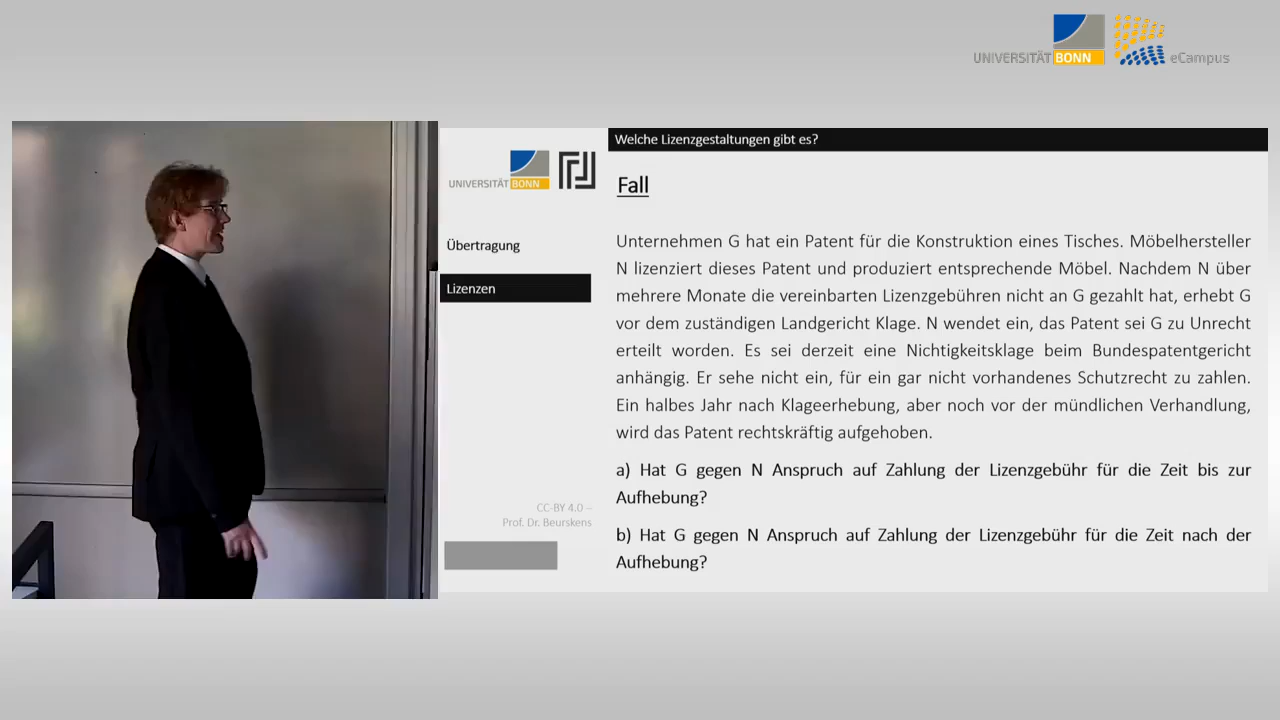 UNIVERSITÄT BONN eCampus
Welche Lizenzgestaltungen gibt es?
UNIVERSITÄT BONN
Fall
Übertragung
Lizenzen
Unternehmen G hat ein Patent für die Konstruktion eines Tisches. Möbelhersteller
N lizenziert dieses Patent und produziert entsprechende Möbel. Nachdem N über
mehrere Monate die vereinbarten Lizenzgebühren nicht an G gezahlt hat, erhebt G
vor dem zuständigen Landgericht Klage. N wendet ein, das Patent sei G zu Unrecht
erteilt worden. Es sei derzeit eine Nichtigkeitsklage beim Bundespatentgericht
anhängig. Er sehe nicht ein, für ein gar nicht vorhandenes Schutzrecht zu zahlen.
Ein halbes Jahr nach Klageerhebung, aber noch vor der mündlichen Verhandlung,
wird das Patent rechtskräftig aufgehoben.
a) Hat G gegen N Anspruch auf Zahlung der Lizenzgebühr für die Zeit bis zur
Aufhebung?
b) Hat G gegen N Anspruch auf Zahlung der Lizenzgebühr für die Zeit nach der
Aufhebung?
CC-BY 4.0 –
Prof. Dr. Beurskens